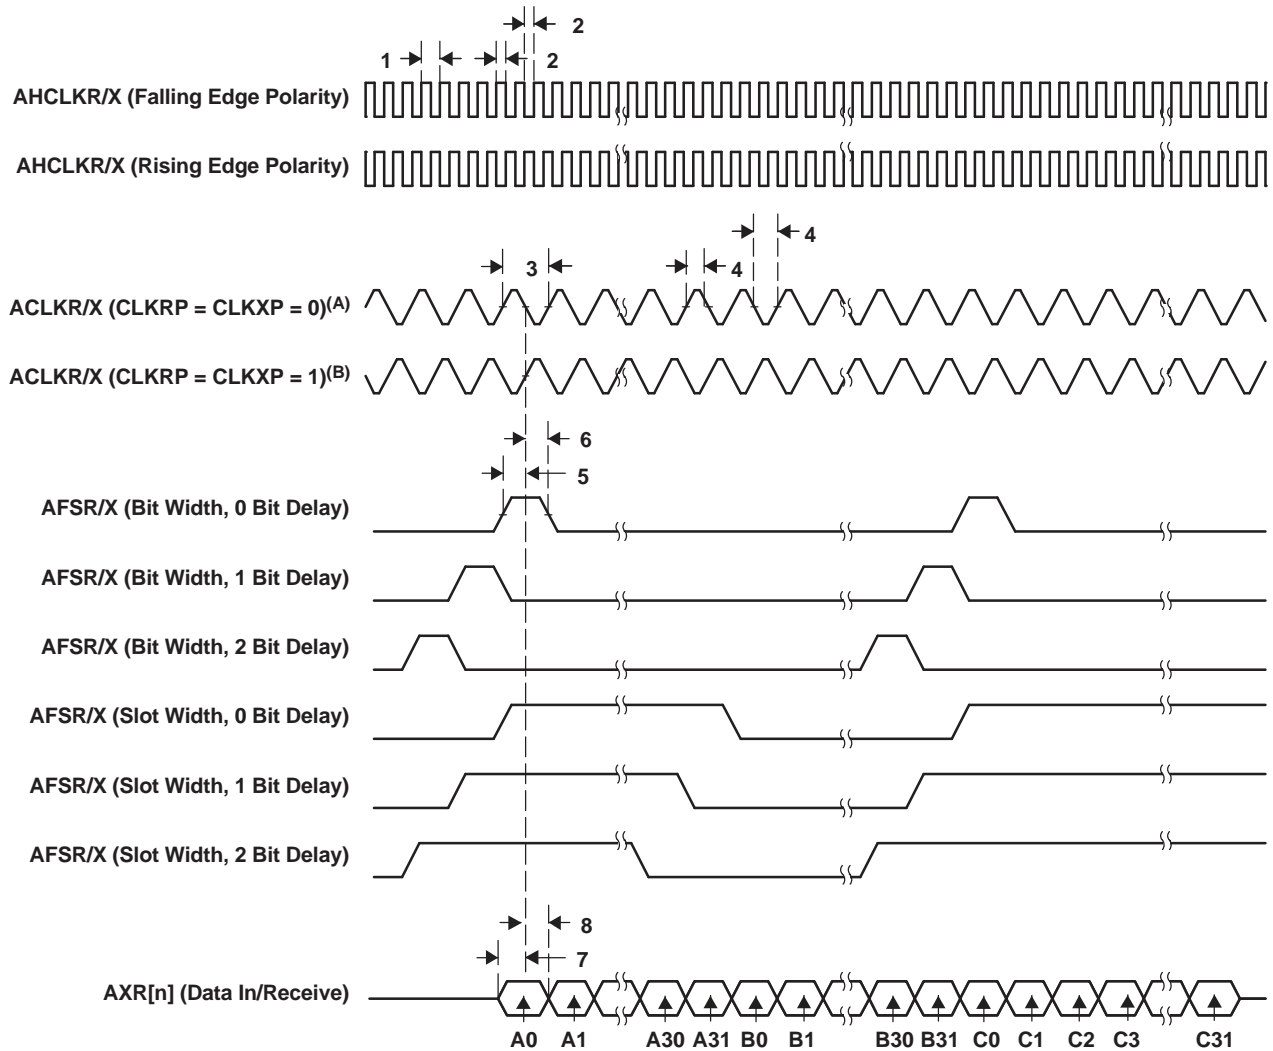 2
1
2
AHCLKR/X (Falling Edge Polarity)
AHCLKR/X (Rising Edge Polarity)
4
3
4
ACLKR/X (CLKRP = CLKXP = 0)(A)
ACLKR/X (CLKRP = CLKXP = 1)(B)
6
5
AFSR/X (Bit Width, 0 Bit Delay)
AFSR/X (Bit Width, 1 Bit Delay)
AFSR/X (Bit Width, 2 Bit Delay)
AFSR/X (Slot Width, 0 Bit Delay)
AFSR/X (Slot Width, 1 Bit Delay)
AFSR/X (Slot Width, 2 Bit Delay)
8
7
AXR[n] (Data In/Receive)
A0 A1 A30 A31 B0 B1 B30 B31 C0 C1 C2 C3 C31